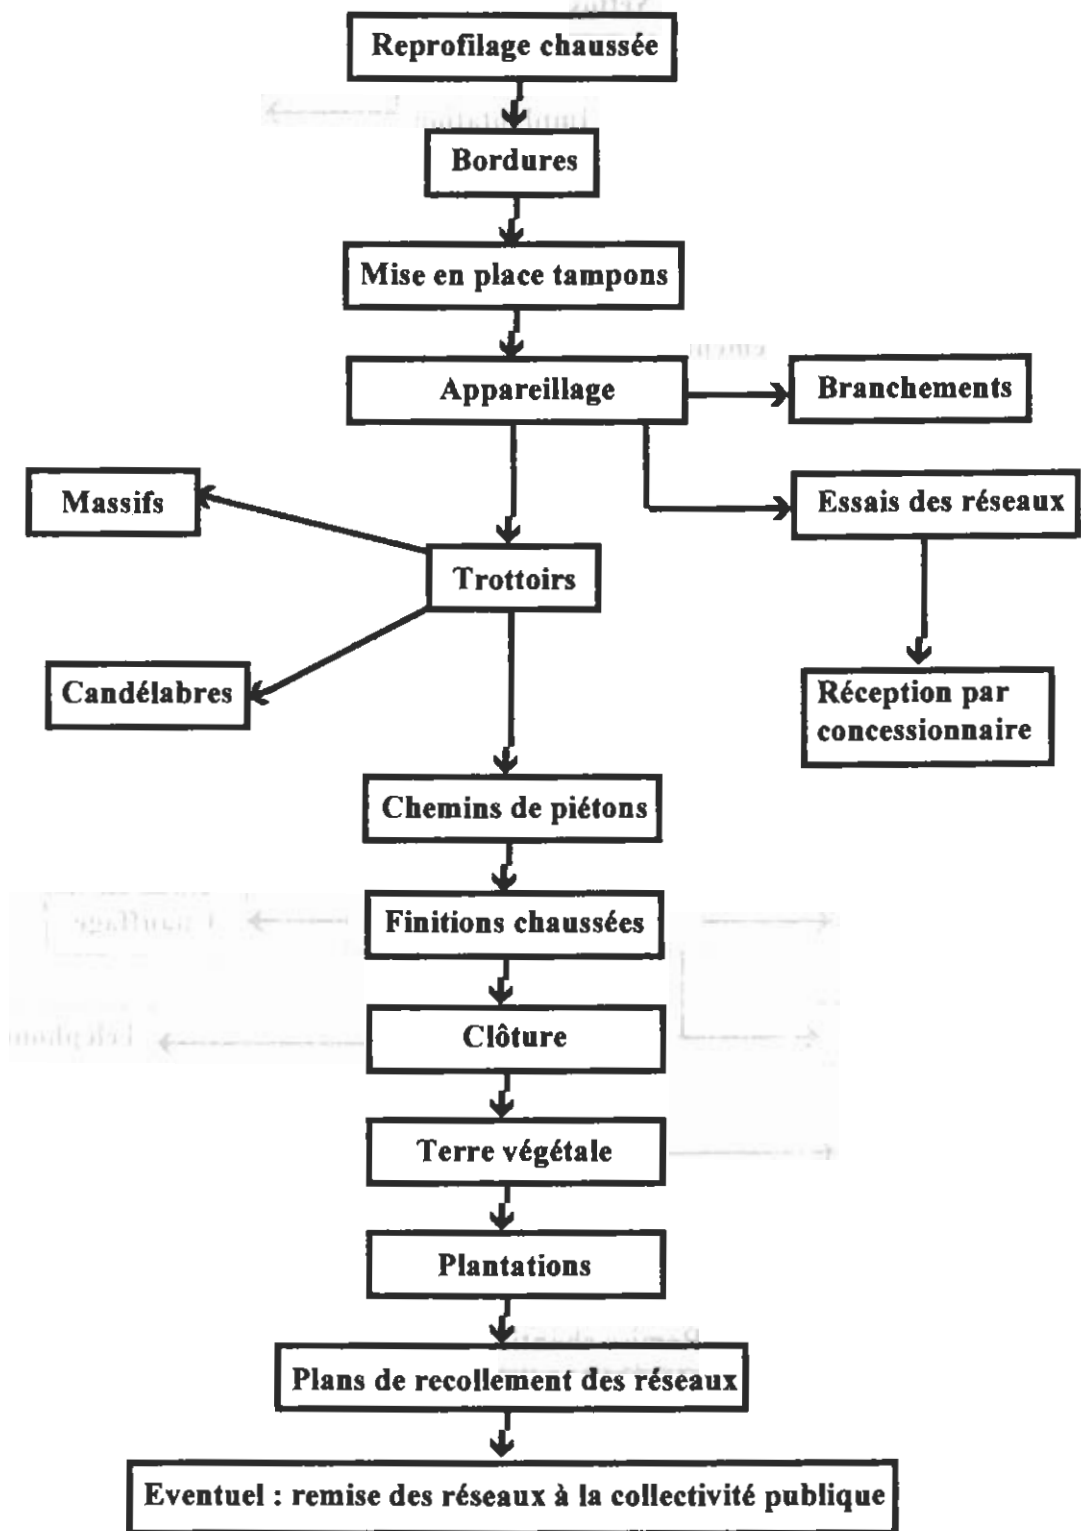 Reprofilage chaussée
Bordures
Mise en place tampons
Appareillage
Branchements
Massifs
Essais des réseaux
Trottoirs
Candélabres
Réception par
concessionnaire
Chemins de piétons
Finitions chaussées
Clôture
Terre végétale
Plantations
Plans de recollement des réseaux
Eventuel : remise des réseaux à la collectivité publique